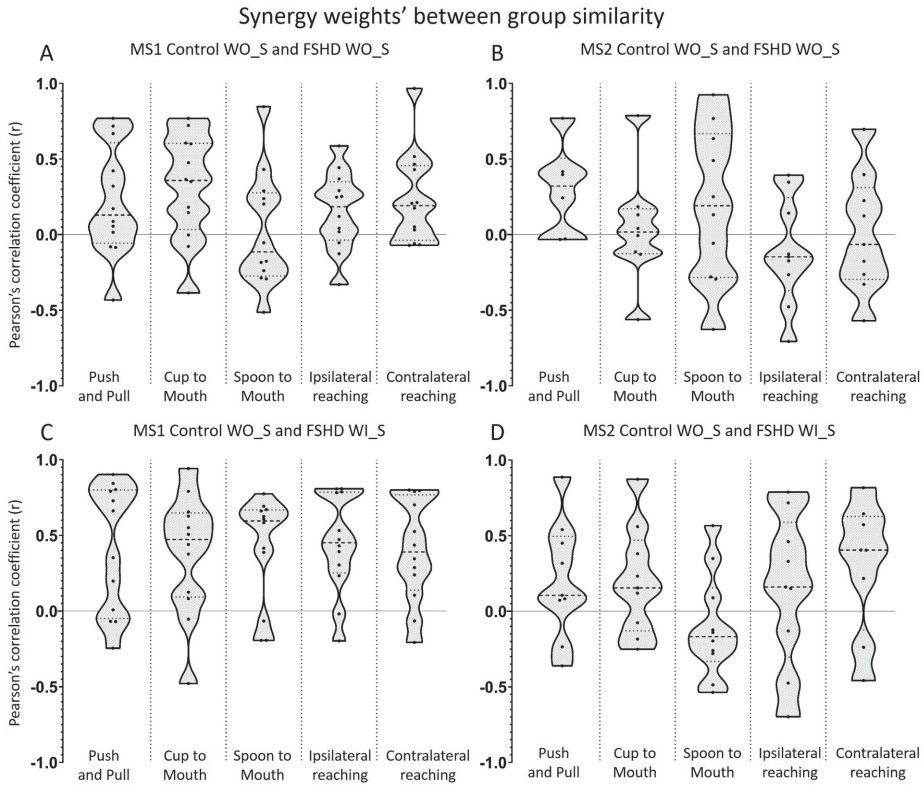 Synergy weights’ between group similarity
A
MS1 Control WO_S and FSHD WO_S
Pearson's correlation coefficient (r)
1.0
0.5
0.0
-0.5
-1.0
Push and Pull
Cup to Mouth
Spoon to Mouth
Ipsilateral reaching
Contralateral reaching
B
MS2 Control WO_S and FSHD WO_S
1.0
0.5
0.0
-0.5
-1.0
Push and Pull
Cup to Mouth
Spoon to Mouth
Ipsilateral reaching
Contralateral reaching
C
MS1 Control WO_S and FSHD WI_S
Pearson's correlation coefficient (r)
1.0
0.5
0.0
-0.5
-1.0
Push and Pull
Cup to Mouth
Spoon to Mouth
Ipsilateral reaching
Contralateral reaching
D
MS2 Control WO_S and FSHD WI_S
1.0
0.5
0.0
-0.5
-1.0
Push and Pull
Cup to Mouth
Spoon to Mouth
Ipsilateral reaching
Contralateral reaching